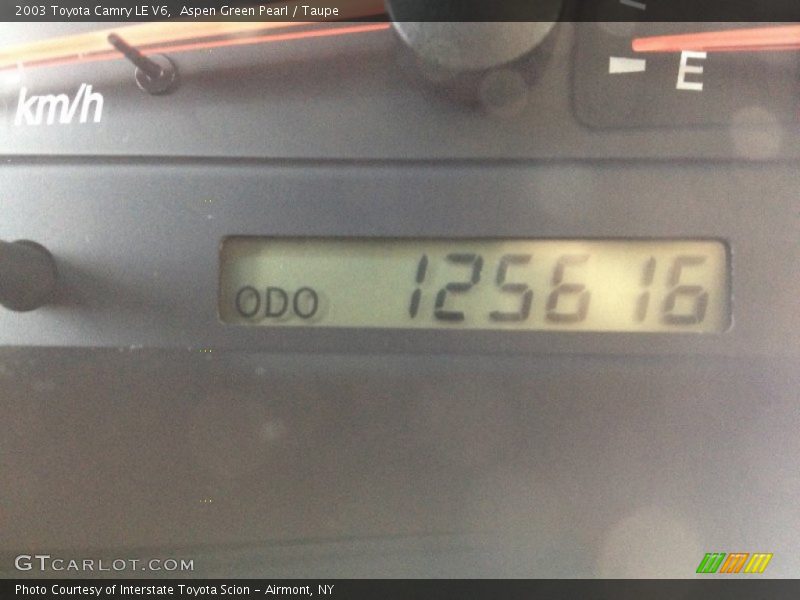 2003 Toyota Camry LE V6,  Aspen Green Pearl / Taupe
km/h
E
ODO 125616
GTCARLOT.COM
Photo Courtesy of Interstate Toyota Scion - Airmont, NY